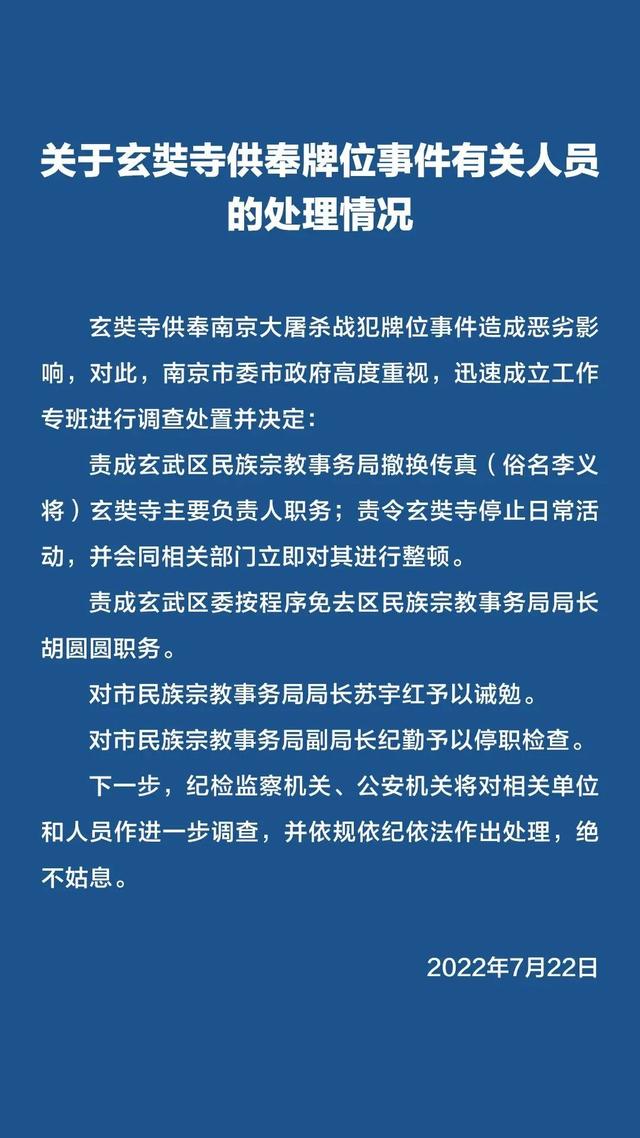 关于玄奘寺供奉牌位事件有关人员
的处理情况
玄奘寺供奉南京大屠杀战犯牌位事件造成恶劣影
响，对此，南京市委市政府高度重视，迅速成立工作
专班进行调查处置并决定：
责成玄武区民族宗教事务局撤换传真（俗名李义
将）玄奘寺主要负责人职务；责令玄奘寺停止日常活
动，并会同相关部门立即对其进行整顿。
责成玄武区委按程序免去区民族宗教事务局局长
胡圆圆职务。
对市民族宗教事务局局长苏宇红予以诫勉。
对市民族宗教事务局副局长纪勤予以停职检查。
下一步，纪检监察机关、公安机关将对相关单位
和人员作进一步调查，并依规依纪依法作出处理，绝
不姑息。
2022年7月22日